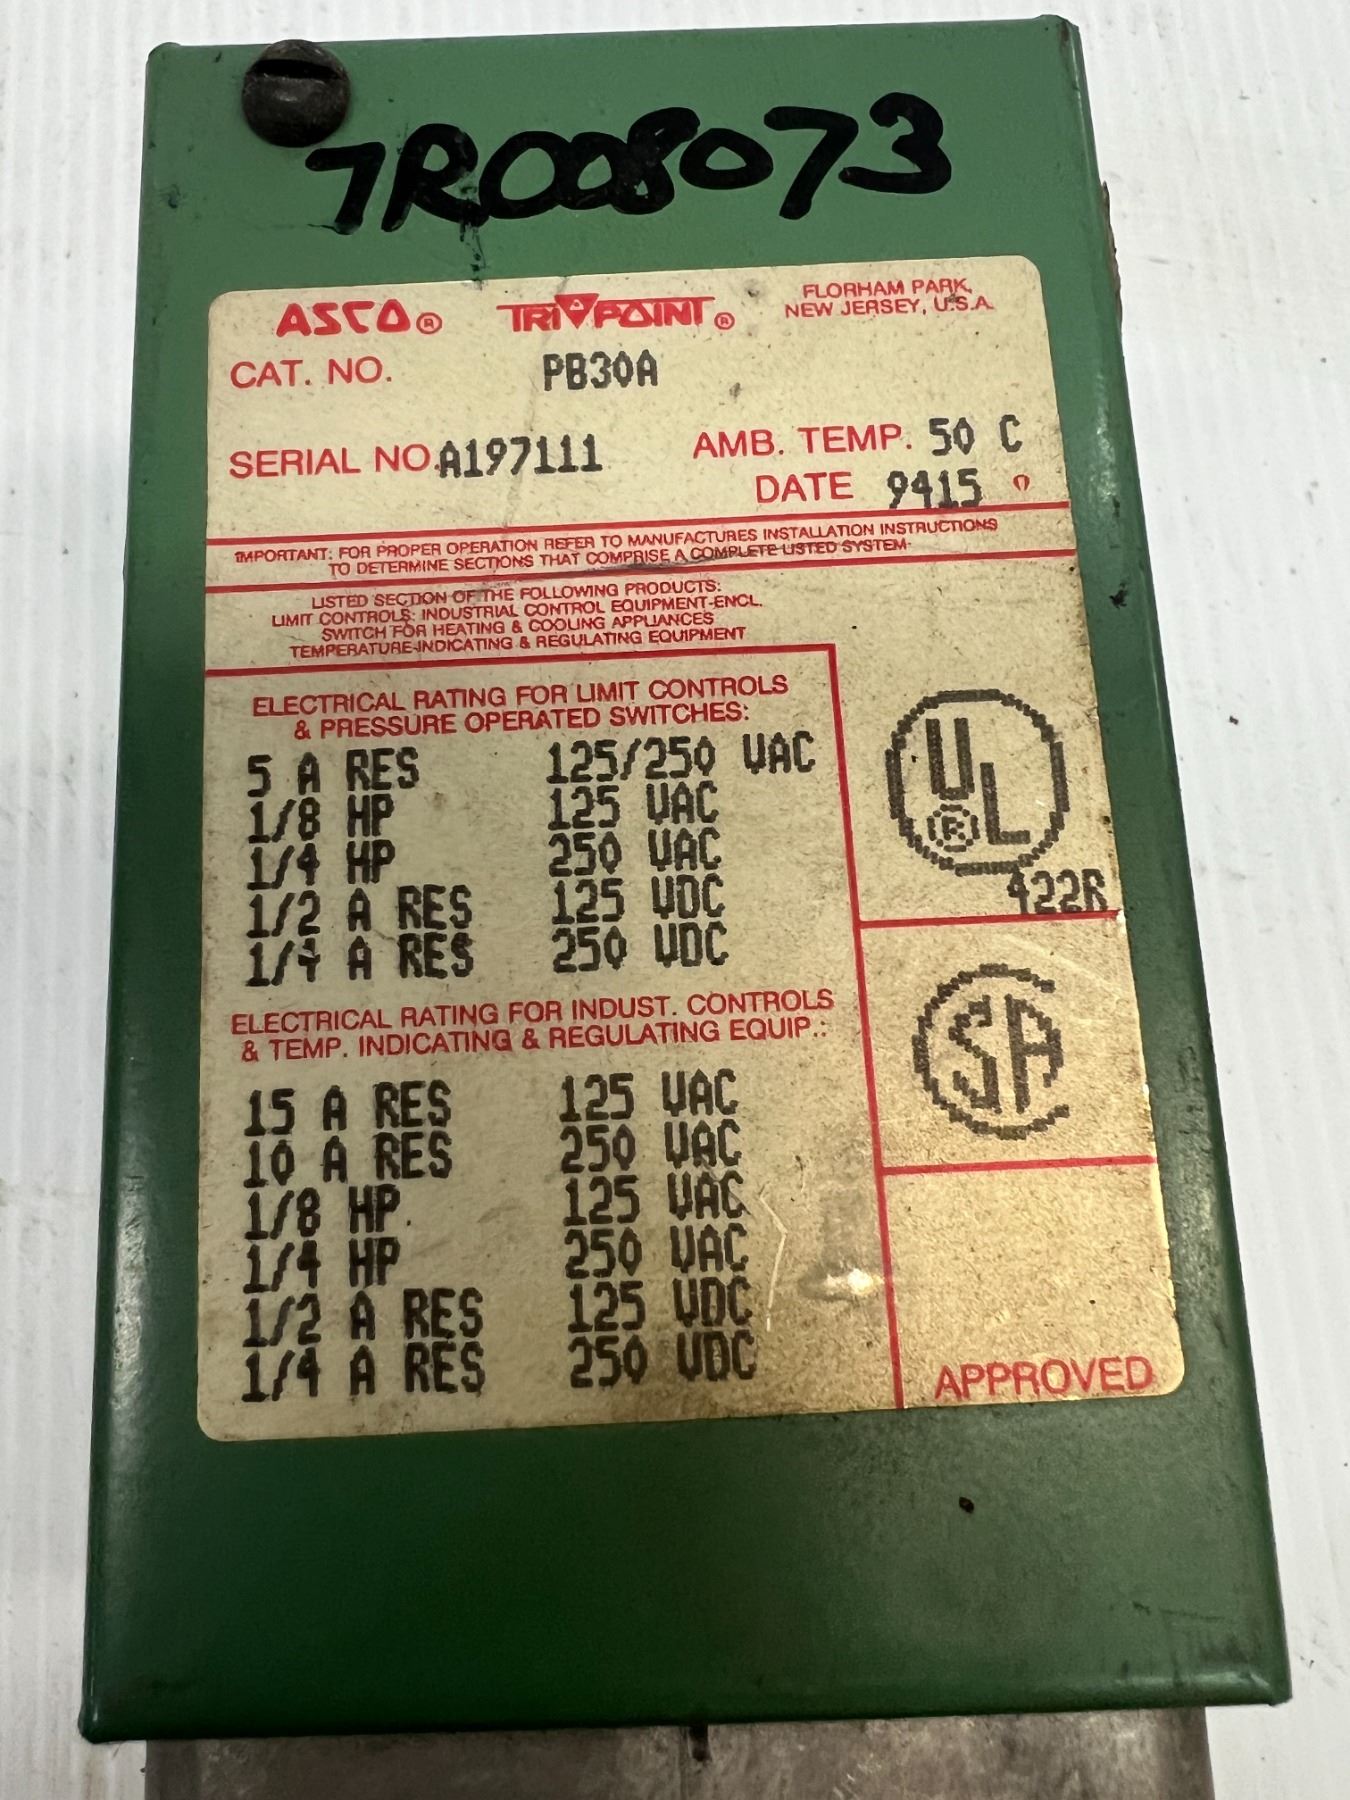 7R008073
ASCO® TRI POINT® FLORHAM PARK,
NEW JERSEY, U.S.A.
CAT. NO. PB30A
SERIAL NO. A197111 AMB. TEMP. 50 C
DATE 9415
IMPORTANT: FOR PROPER OPERATION REFER TO MANUFACTURES INSTALLATION INSTRUCTIONS
TO DETERMINE SECTIONS THAT COMPRISE A COMPLETE LISTED SYSTEM.
LISTED SECTION OF THE FOLLOWING PRODUCTS:
LIMIT CONTROLS: INDUSTRIAL CONTROL EQUIPMENT-ENCL.
SWITCH FOR HEATING & COOLING APPLIANCES
TEMPERATURE-INDICATING & REGULATING EQUIPMENT
ELECTRICAL RATING FOR LIMIT CONTROLS
& PRESSURE OPERATED SWITCHES:
5 A RES 125/250 VAC
1/8 HP 125 VAC
1/4 HP 250 VAC
1/2 A RES 125 VDC
1/4 A RES 250 VDC
UL®
422R
ELECTRICAL RATING FOR INDUST. CONTROLS
& TEMP. INDICATING & REGULATING EQUIP.:
15 A RES 125 VAC
10 A RES 250 VAC
1/8 HP 125 VAC
1/4 HP 250 VAC
1/2 A RES 125 VDC
1/4 A RES 250 VDC
CSA
APPROVED